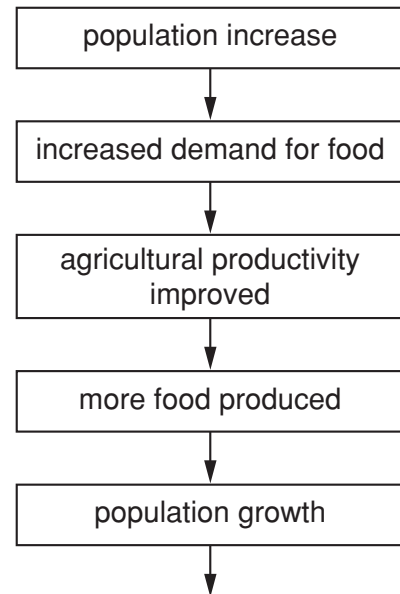 population increase
increased demand for food
agricultural productivity
improved
more food produced
population growth